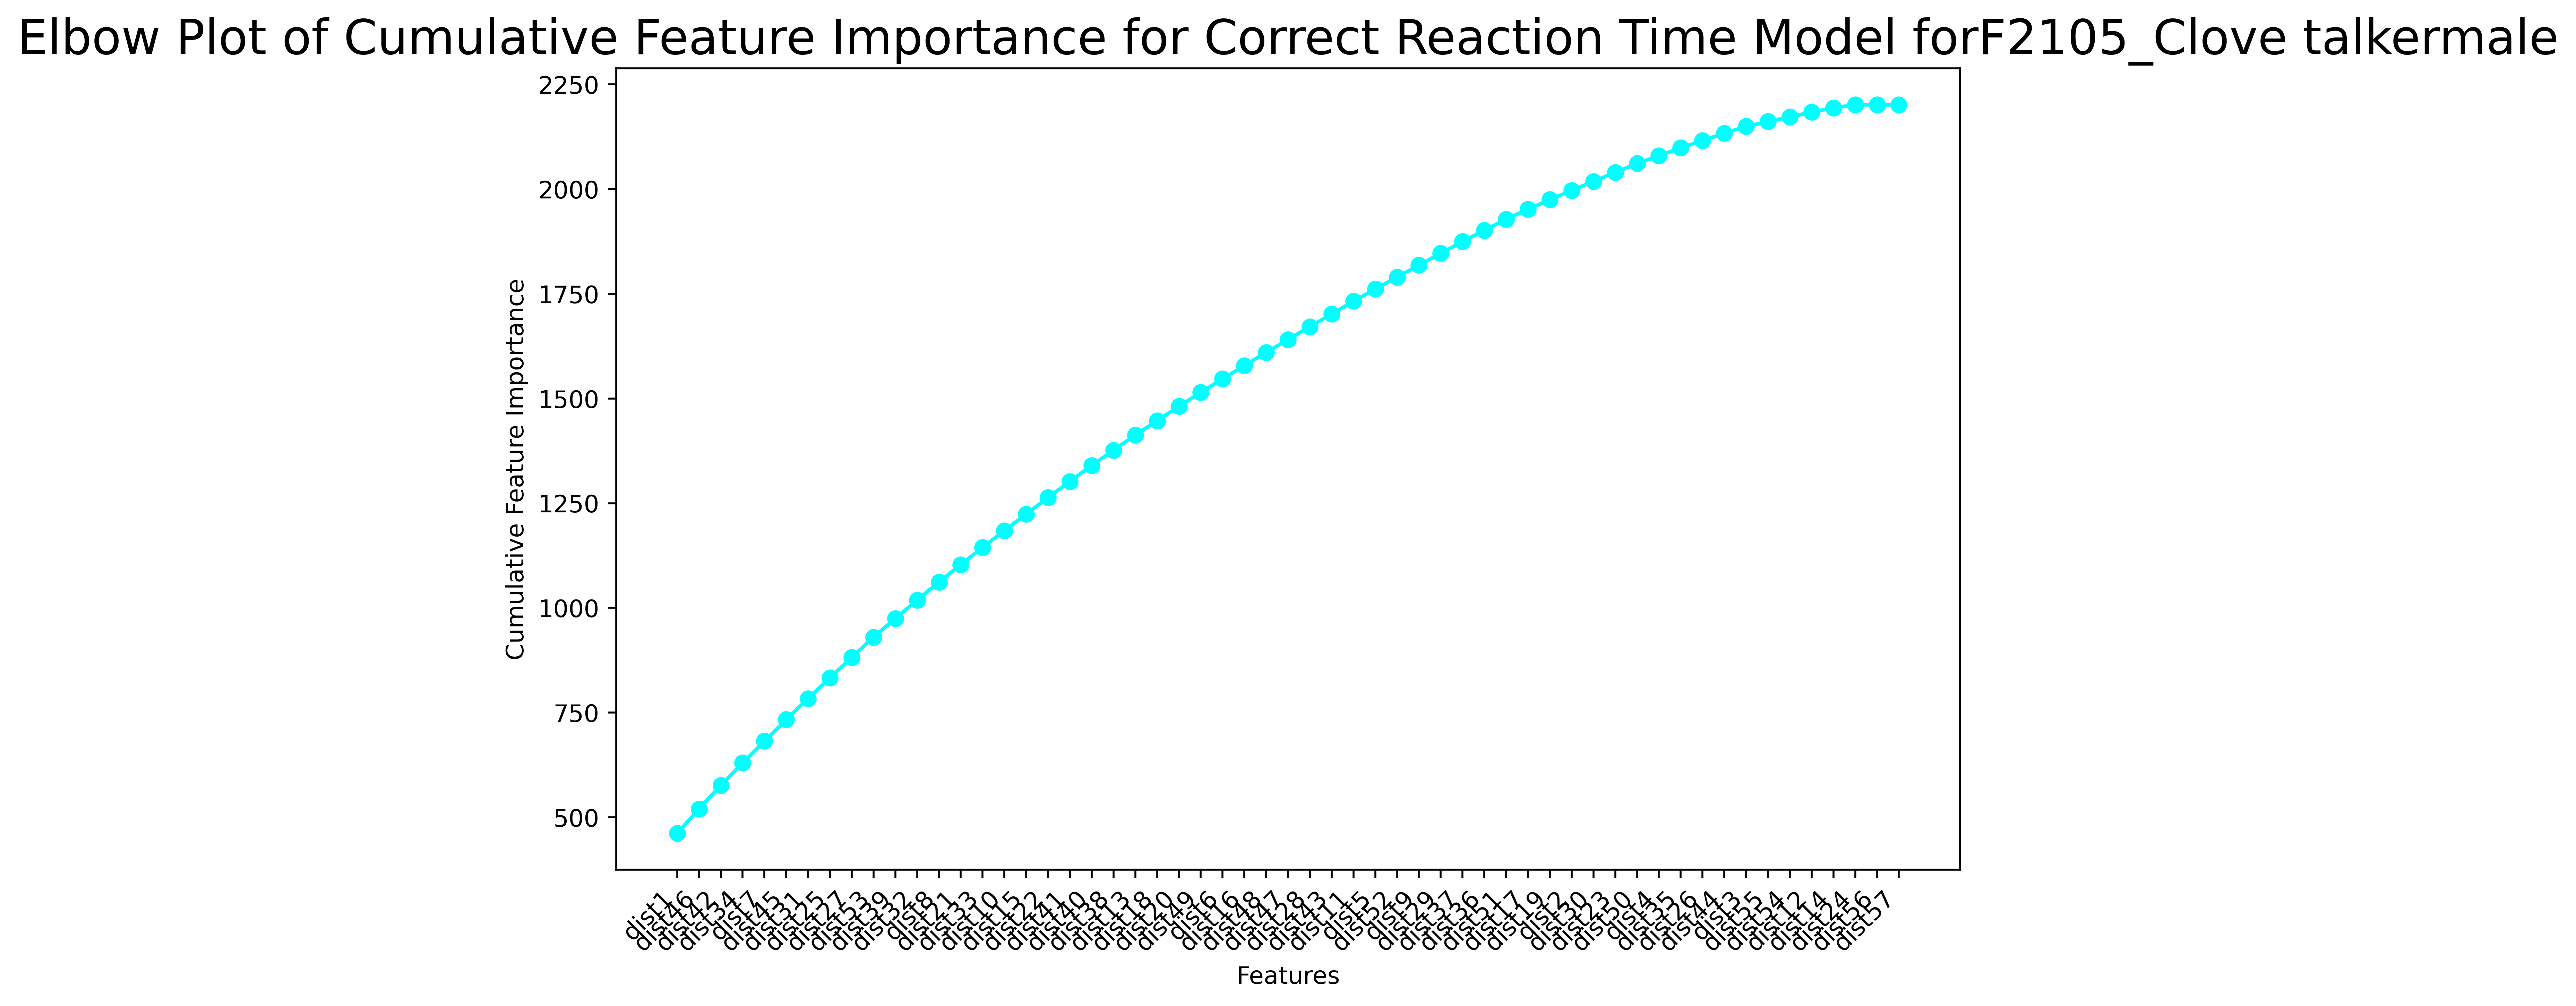 Elbow Plot of Cumulative Feature Importance for Correct Reaction Time Model forF2105_Clove talkermale
Cumulative Feature Importance
2250
2000
1750
1500
1250
1000
750
500
dist1
dist46
dist42
dist34
dist7
dist45
dist31
dist25
dist27
dist53
dist39
dist32
dist8
dist21
dist33
dist10
dist15
dist22
dist41
dist40
dist38
dist13
dist18
dist20
dist49
dist6
dist16
dist48
dist47
dist28
dist43
dist11
dist5
dist52
dist9
dist29
dist37
dist36
dist51
dist17
dist19
dist2
dist30
dist23
dist50
dist4
dist35
dist26
dist44
dist3
dist55
dist54
dist12
dist14
dist24
dist56
dist57
Features